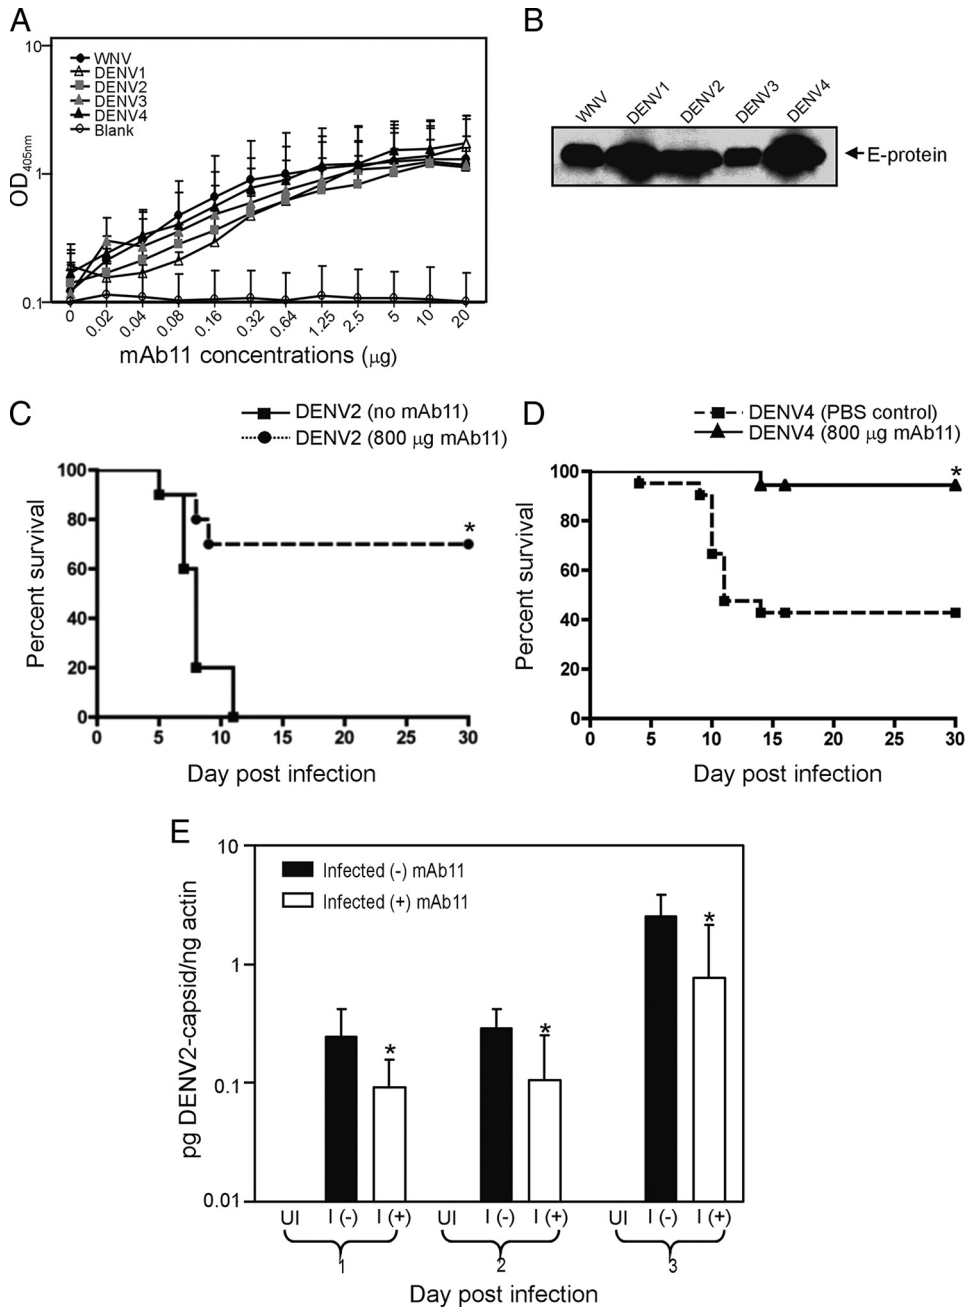 A
10
1
0.1
OD405nm
WNV
DENV1
DENV2
DENV3
DENV4
Blank
0 0.02 0.04 0.08 0.16 0.32 0.64 1.25 2.5 5 10 20
mAb11 concentrations (µg)
B
WNV DENV1 DENV2 DENV3 DENV4
E-protein
C
DENV2 (no mAb11)
DENV2 (800 µg mAb11)
100
80
60
40
20
0
Percent survival
*
0 5 10 15 20 25 30
Day post infection
D
DENV4 (PBS control)
DENV4 (800 µg mAb11)
100
80
60
40
20
0
Percent survival
*
0 5 10 15 20 25 30
Day post infection
E
10
1
0.1
0.01
pg DENV2-capsid/ng actin
Infected (-) mAb11
Infected (+) mAb11
* * *
UI I (-) I (+) UI I (-) I (+) UI I (-) I (+)
1 2 3
Day post infection